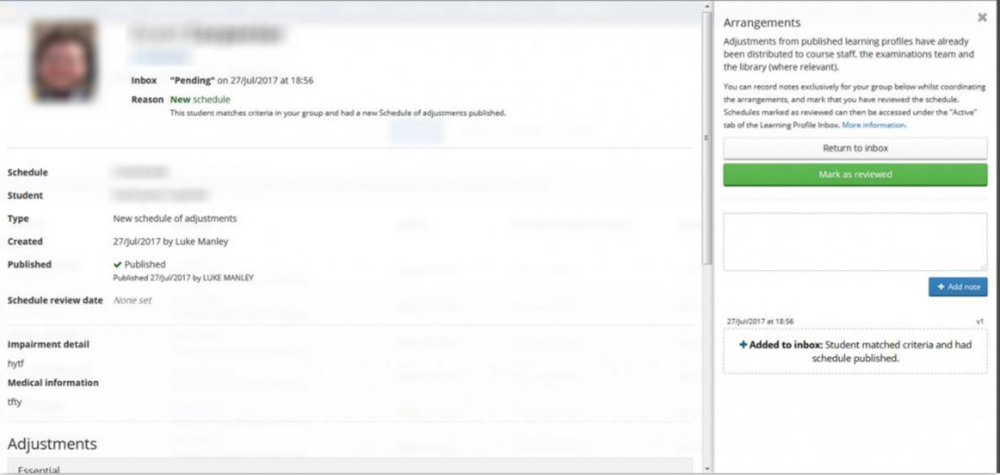 Inbox "Pending" on 27/Jul/2017 at 18:56
Reason New schedule
This student matches criteria in your group and had a new Schedule of adjustments published.
Schedule
Student
Type New schedule of adjustments
Created 27/Jul/2017 by Luke Manley
Published ✔ Published
Published 27/Jul/2017 by LUKE MANLEY
Schedule review date None set
Impairment detail
hytf
Medical information
tfty
Adjustments
Essential
Arrangements
Adjustments from published learning profiles have already
been distributed to course staff, the examinations team and
the library (where relevant).
You can record notes exclusively for your group below whilst coordinating
the arrangements, and mark that you have reviewed the schedule.
Schedules marked as reviewed can then be accessed under the "Active"
tab of the Learning Profile Inbox. More information.
Return to inbox
Mark as reviewed
+ Add note
27/Jul/2017 at 18:56 v1
+ Added to inbox: Student matched criteria and had
schedule published.